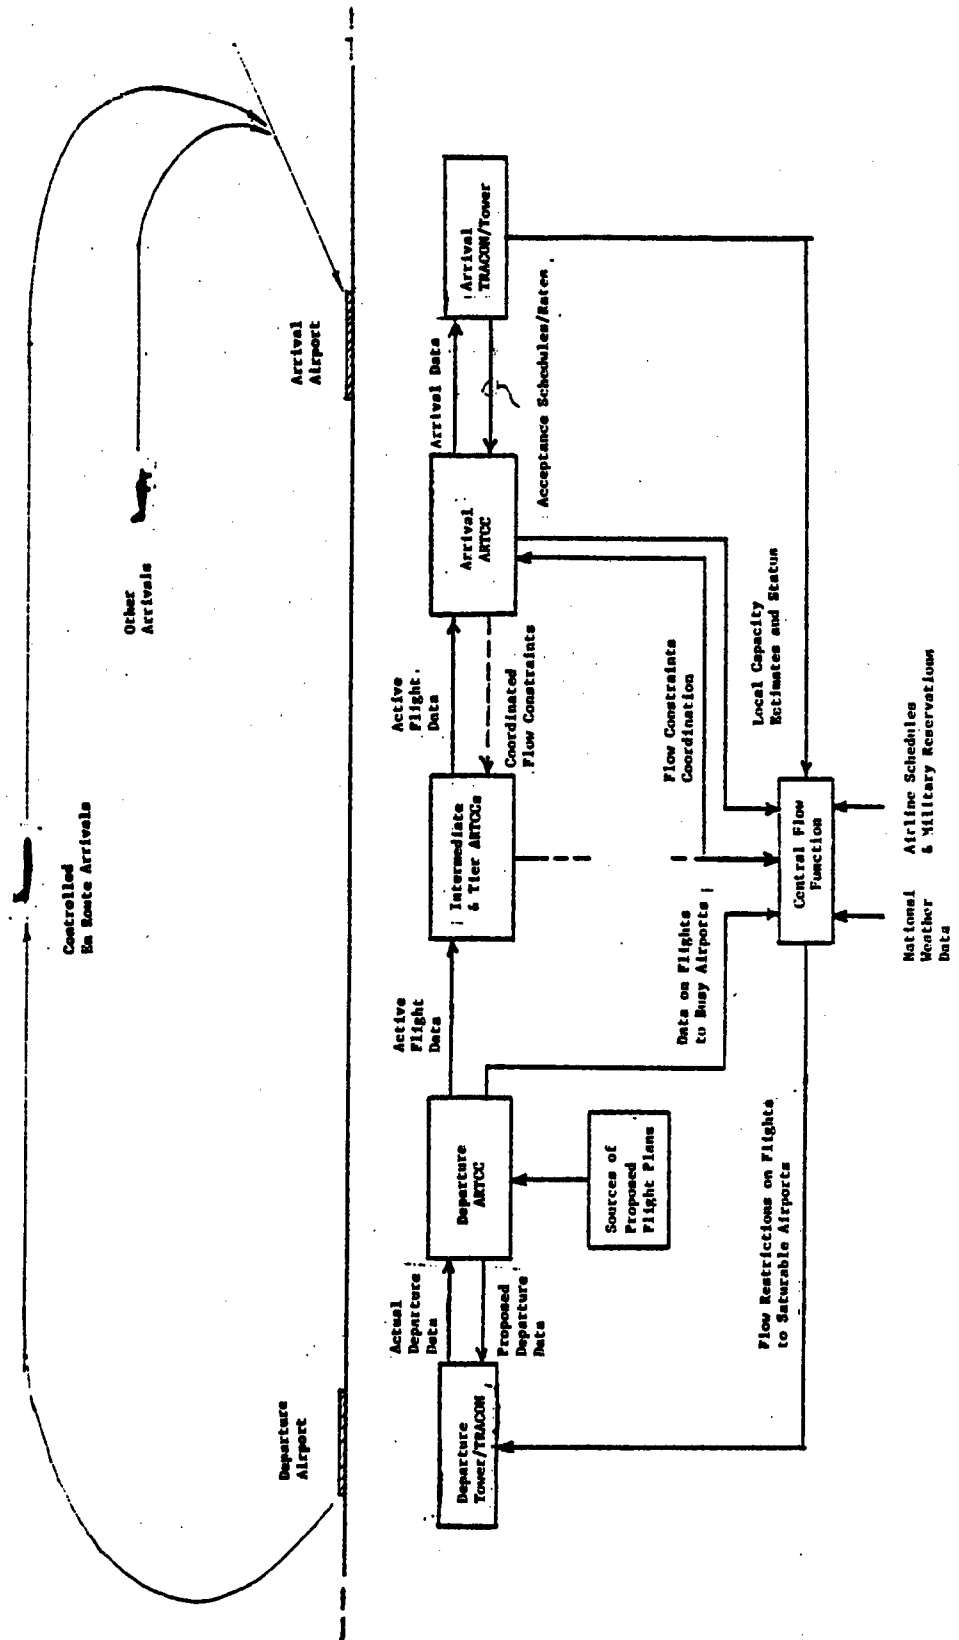 Controlled
En Route Arrivals
Other
Arrivals
Departure
Airport
Arrival
Airport
Actual
Departure
Data
Active
Flight
Data
Active
Flight
Data
Arrival Data
Departure
Tower/TRACON
Departure
ARTCC
Intermediate
& Tier ARTCCs
Arrival
ARTCC
Arrival
TRACON/Tower
Proposed
Departure
Data
Coordinated
Flow Constraints
Acceptance Schedules/Rates
Sources of
Proposed
Flight Plans
Data on Flights
to Busy Airports
Flow Constraints
Coordination
Local Capacity
Estimates and Status
Flow Restrictions on Flights
to Saturable Airports
Central Flow
Function
National
Weather
Data
Airline Schedules
& Military Reservations